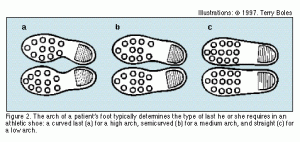 Illustrations: © 1997. Terry Boles
a b c
Figure 2. The arch of a patient's foot typically determines the type of last he or she requires in an
athletic shoe: a curved last (a) for a high arch, semicurved (b) for a medium arch, and straight (c) for
a low arch.